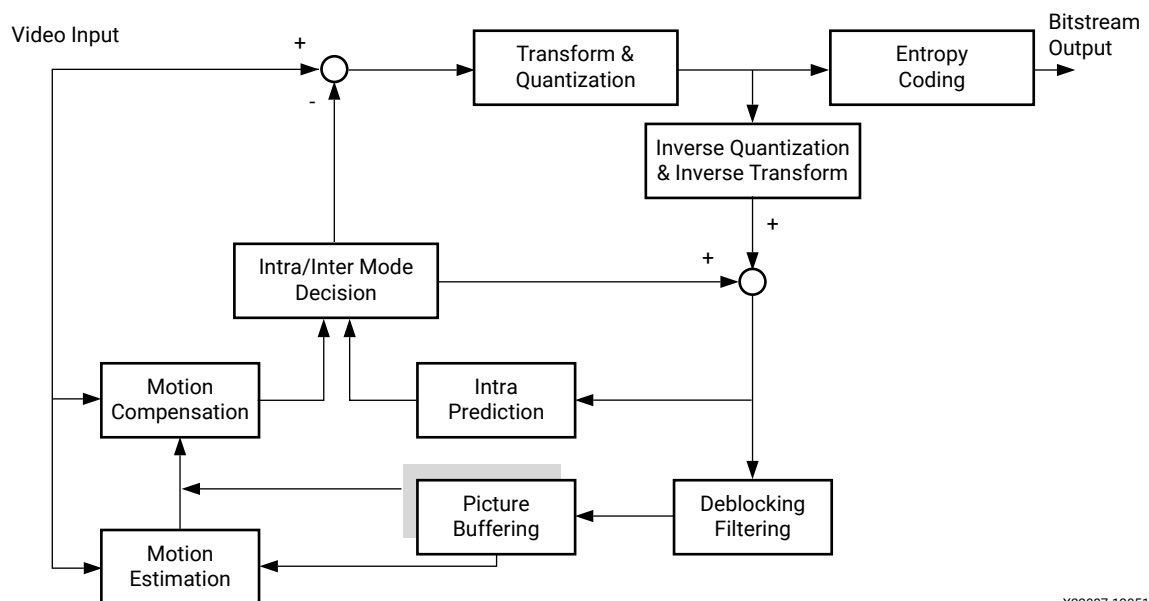 Video Input
Bitstream
Output
+
-
Transform &
Quantization
Entropy
Coding
Inverse Quantization
& Inverse Transform
+
+
Intra/Inter Mode
Decision
Motion
Compensation
Intra
Prediction
Picture
Buffering
Deblocking
Filtering
Motion
Estimation